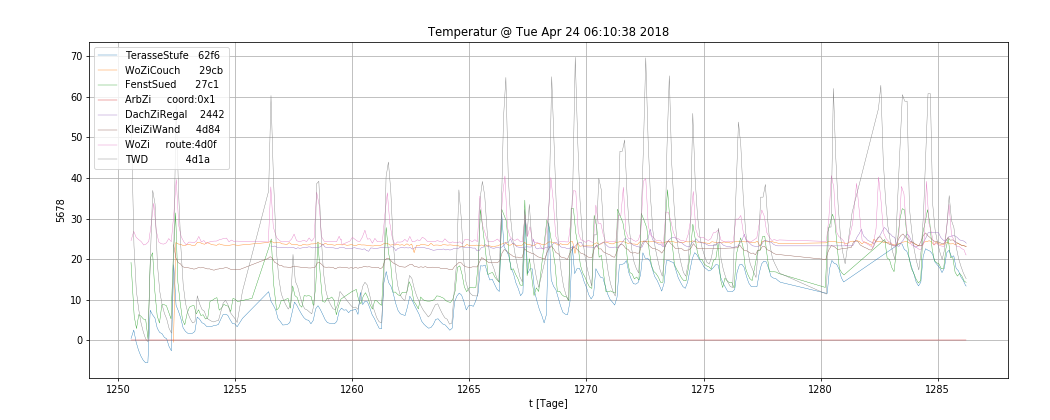 Temperatur @ Tue Apr 24 06:10:38 2018
70
60
50
40
30
20
10
0
5678
TerasseStufe 62f6
WoZiCouch 29cb
FenstSued 27c1
ArbZi coord:0x1
DachZiRegal 2442
KleiZiWand 4d84
WoZi route:4d0f
TWD 4d1a
1250 1255 1260 1265 1270 1275 1280 1285
t [Tage]